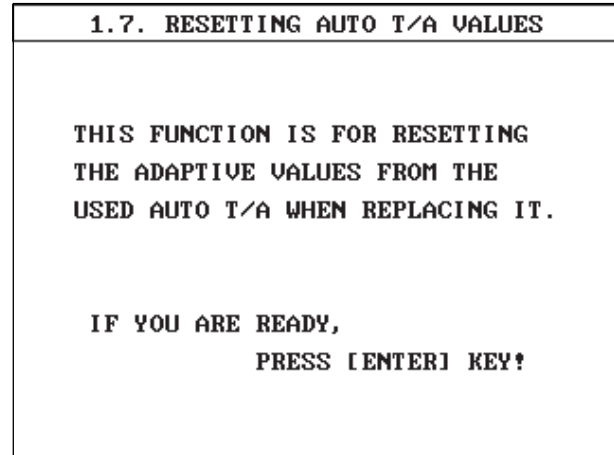 1.7. RESETTING AUTO T/A VALUES
THIS FUNCTION IS FOR RESETTING
THE ADAPTIVE VALUES FROM THE
USED AUTO T/A WHEN REPLACING IT.
IF YOU ARE READY,
PRESS [ENTER] KEY!